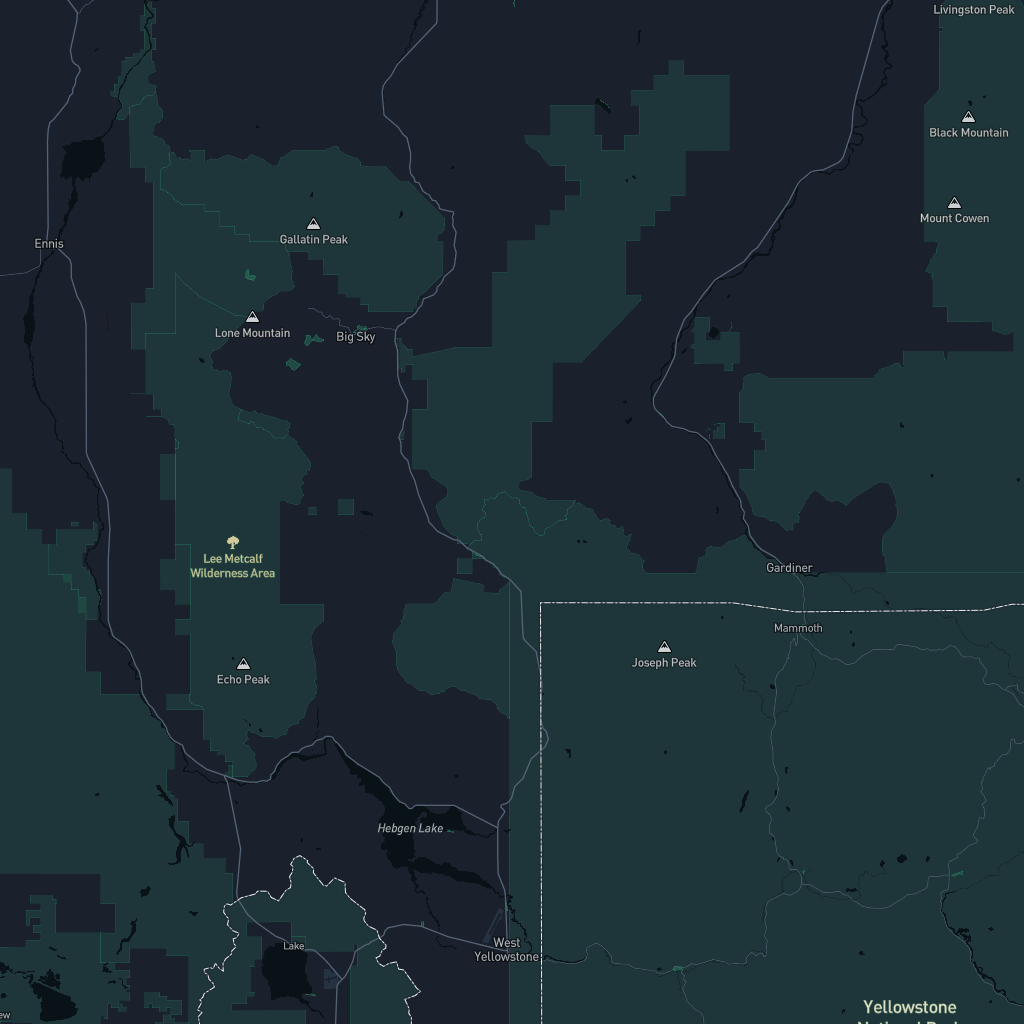 Livingston Peak
Black Mountain
Mount Cowen
Ennis
Gallatin Peak
Lone Mountain
Big Sky
Lee Metcalf
Wilderness Area
Gardiner
Mammoth
Joseph Peak
Echo Peak
Hebgen Lake
Lake
West
Yellowstone
Yellowstone